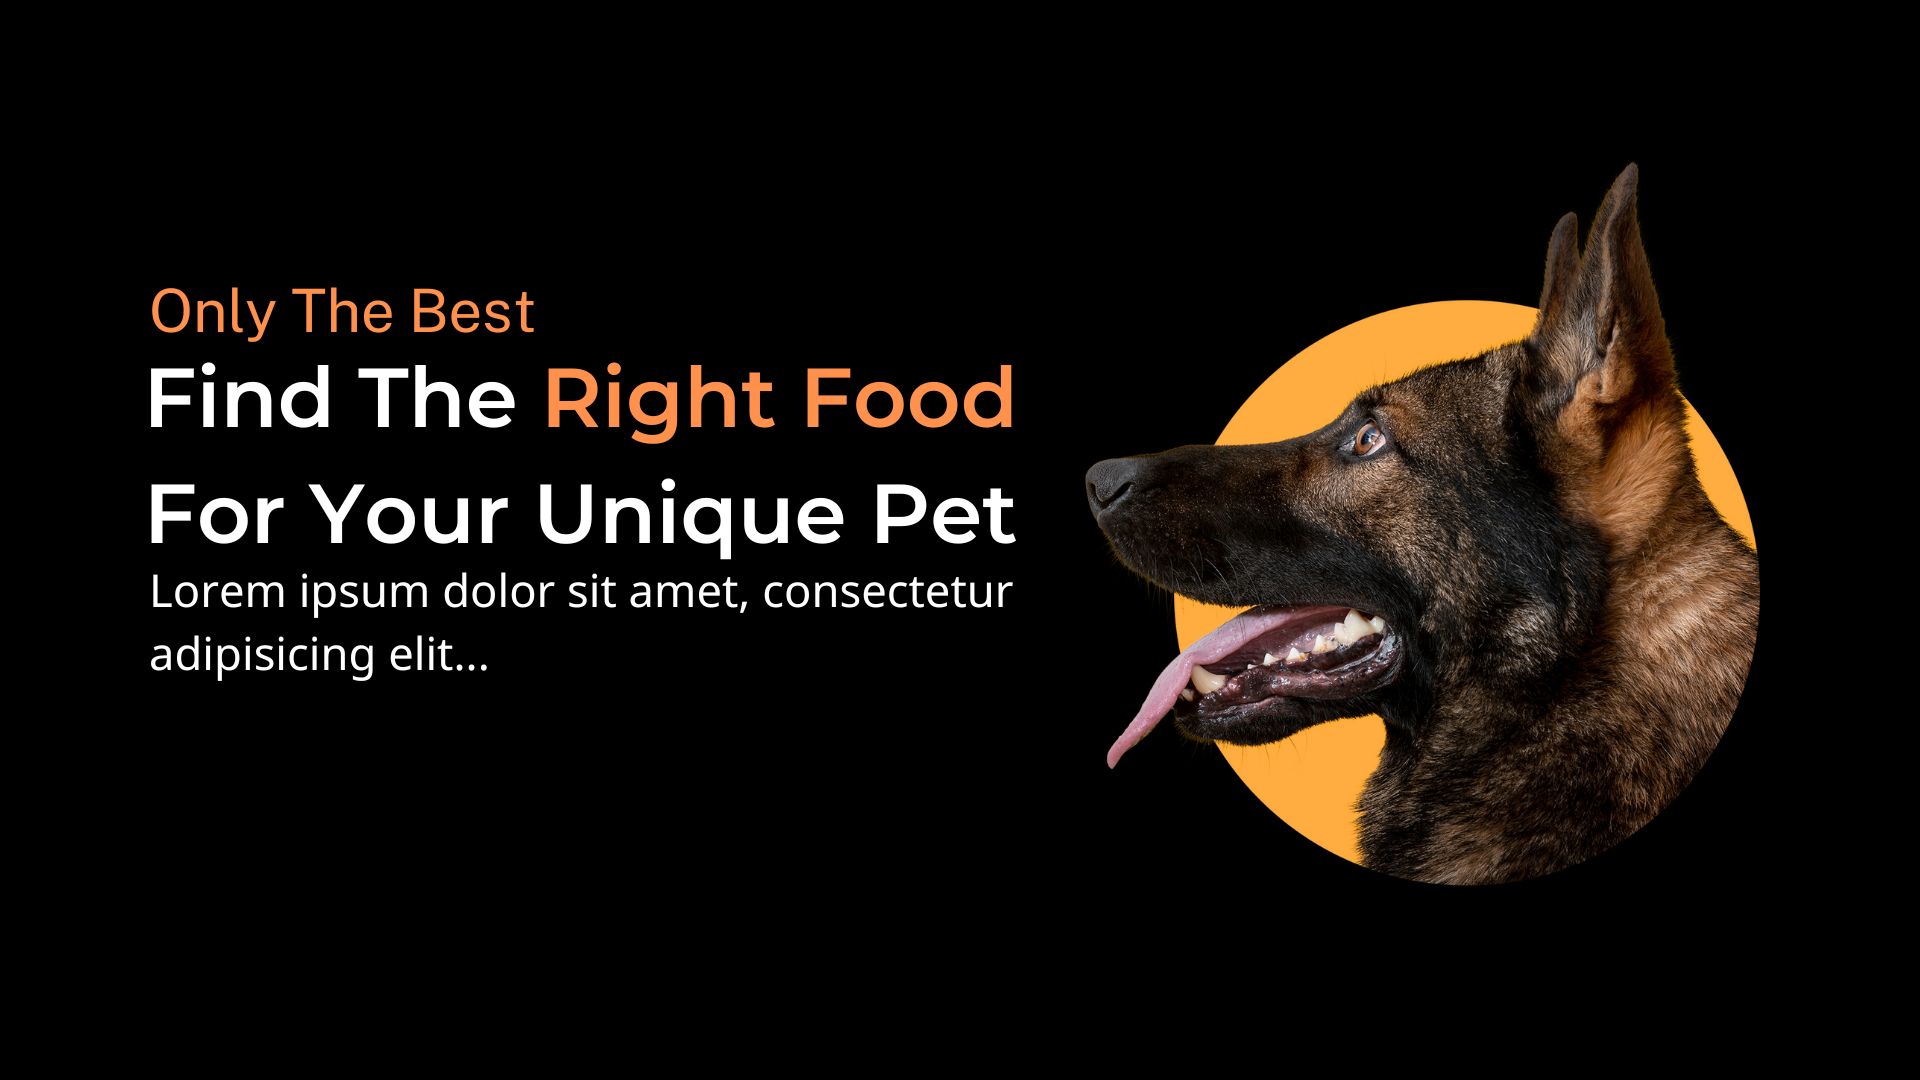 Only The Best
Find The Right Food
For Your Unique Pet
Lorem ipsum dolor sit amet, consectetur
adipisicing elit...